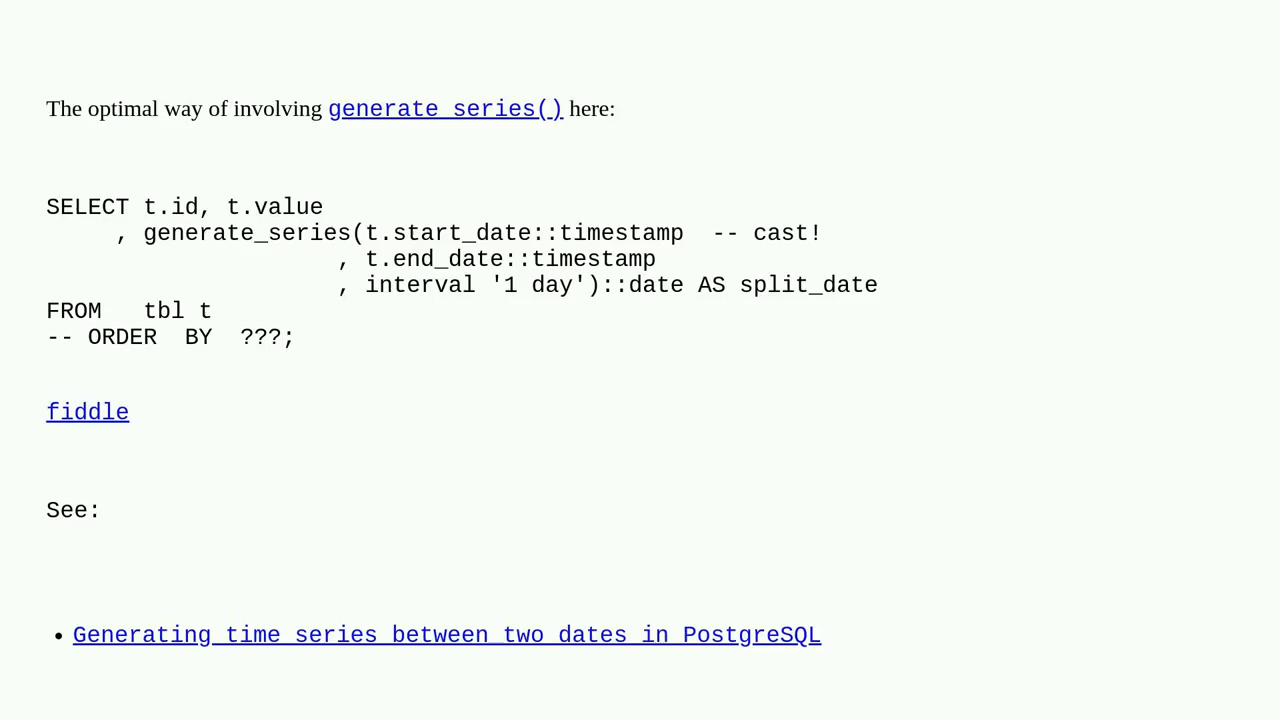 The optimal way of involving generate_series() here:
SELECT t.id, t.value
     , generate_series(t.start_date::timestamp  -- cast!
                     , t.end_date::timestamp
                     , interval '1 day')::date AS split_date
FROM   tbl t
-- ORDER  BY  ???;
fiddle
See:
• Generating time series between two dates in PostgreSQL